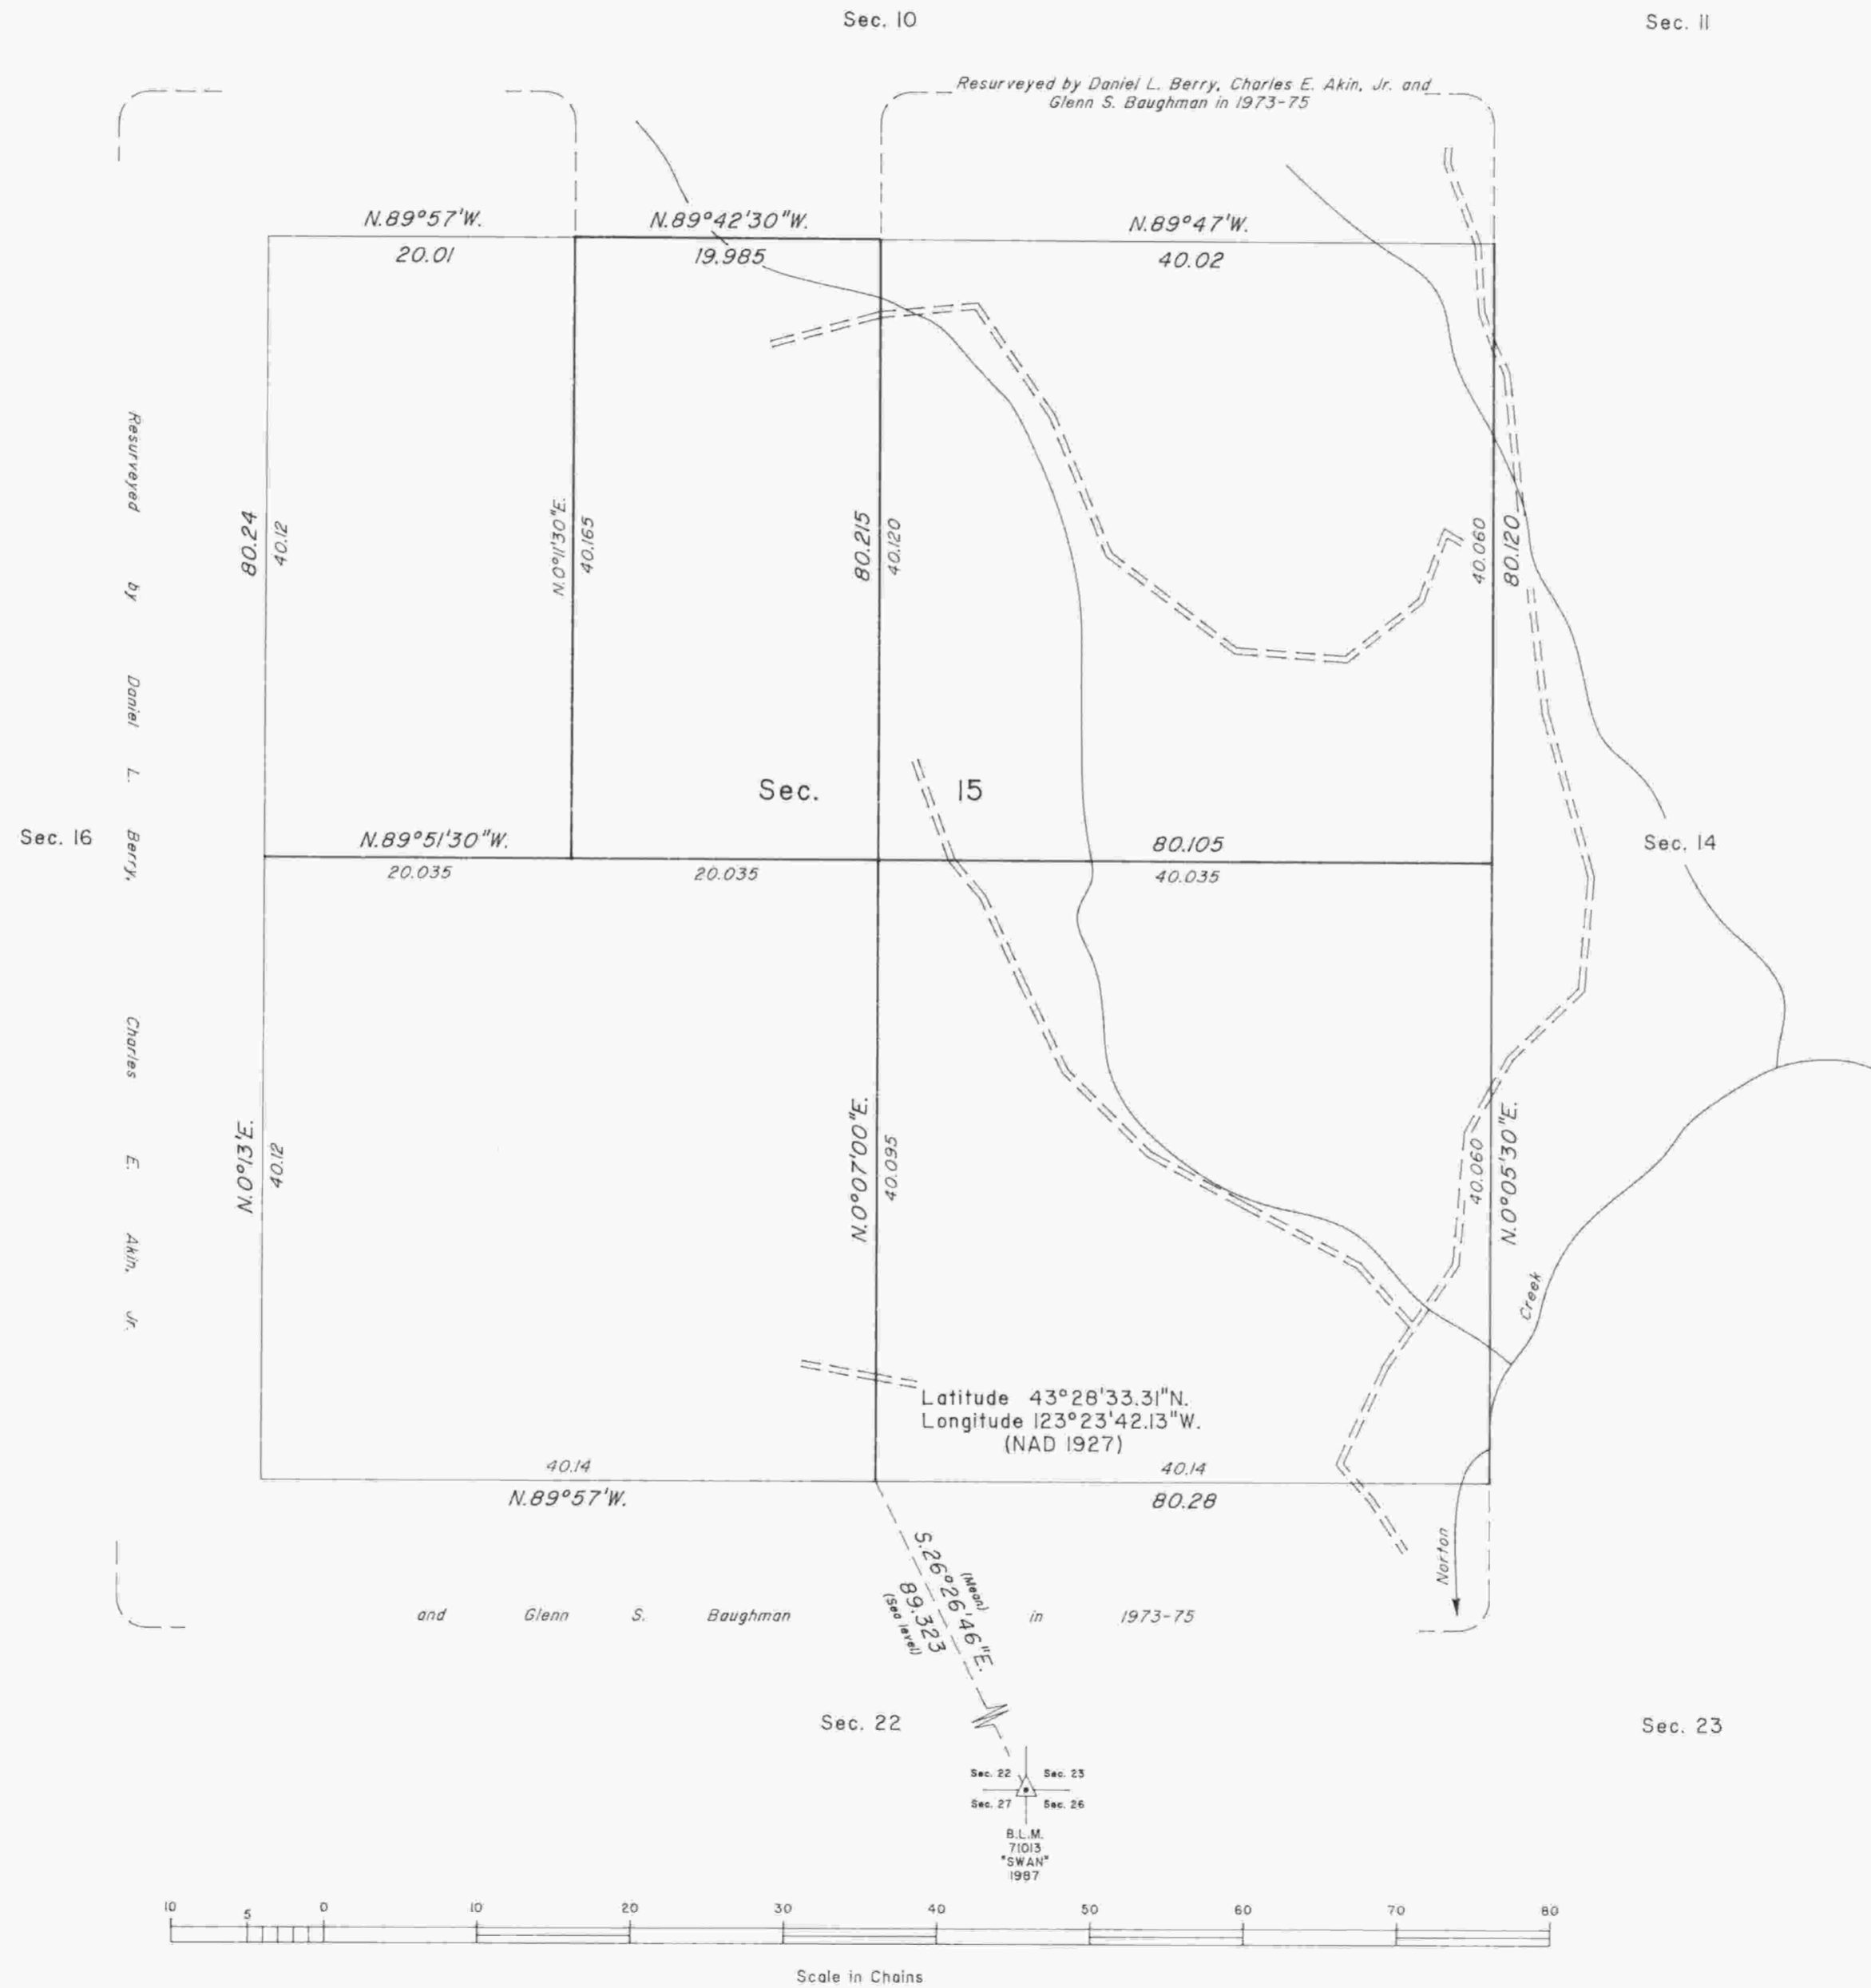 Sec. 10
Sec. 11
Resurveyed by Daniel L. Berry, Charles E. Akin, Jr. and
Glenn S. Baughman in 1973-75
N.89°57'W.
N.89°42'30"W.
N.89°47'W.
20.01
19.985
40.02
Resurveyed by Daniel L. Berry, Charles E. Akin, Jr.
80.24
40.12
N.0°11'30"E.
40.165
80.215
40.120
40.060
80.120
Sec. 15
Sec. 16
N.89°51'30"W.
80.105
Sec. 14
20.035
20.035
40.035
N.0°13'E.
40.12
N.0°07'00"E.
40.095
40.060
N.0°05'30"E.
Creek
Latitude 43°28'33.31"N.
Longitude 123°23'42.13"W.
(NAD 1927)
40.14
40.14
N.89°57'W.
80.28
Norton
S.26°26'46"E.
(Mean)
89.323
(Sea level)
and Glenn S. Baughman in 1973-75
Sec. 22
Sec. 23
Sec. 22 Sec. 23
Sec. 27 Sec. 26
B.L.M.
71013
"SWAN"
1987
10 5 0 10 20 30 40 50 60 70 80
Scale in Chains